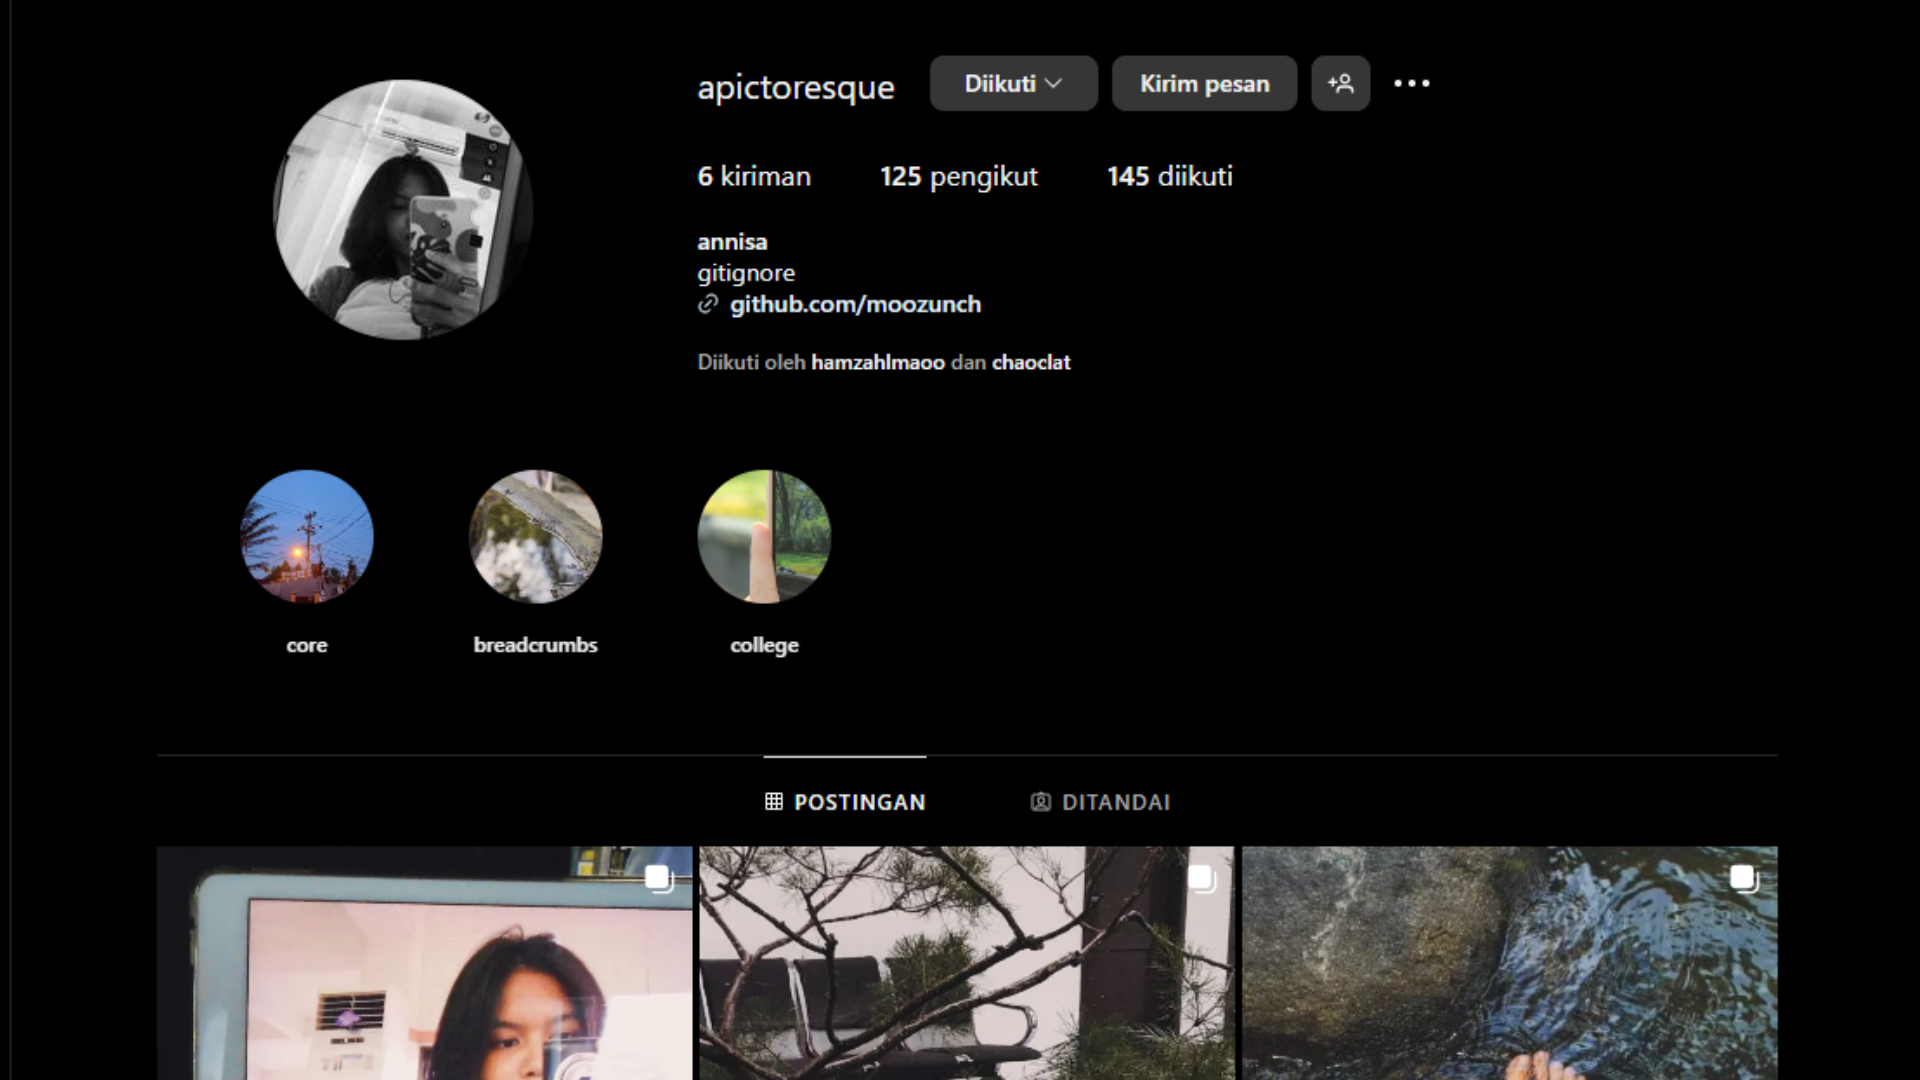 apictoresque
Diikuti
Kirim pesan
6 kiriman
125 pengikut
145 diikuti
annisa
gitignore
github.com/moozunch
Diikuti oleh hamzahlmaoo dan chaoclat
core
breadcrumbs
college
POSTINGAN
DITANDAI